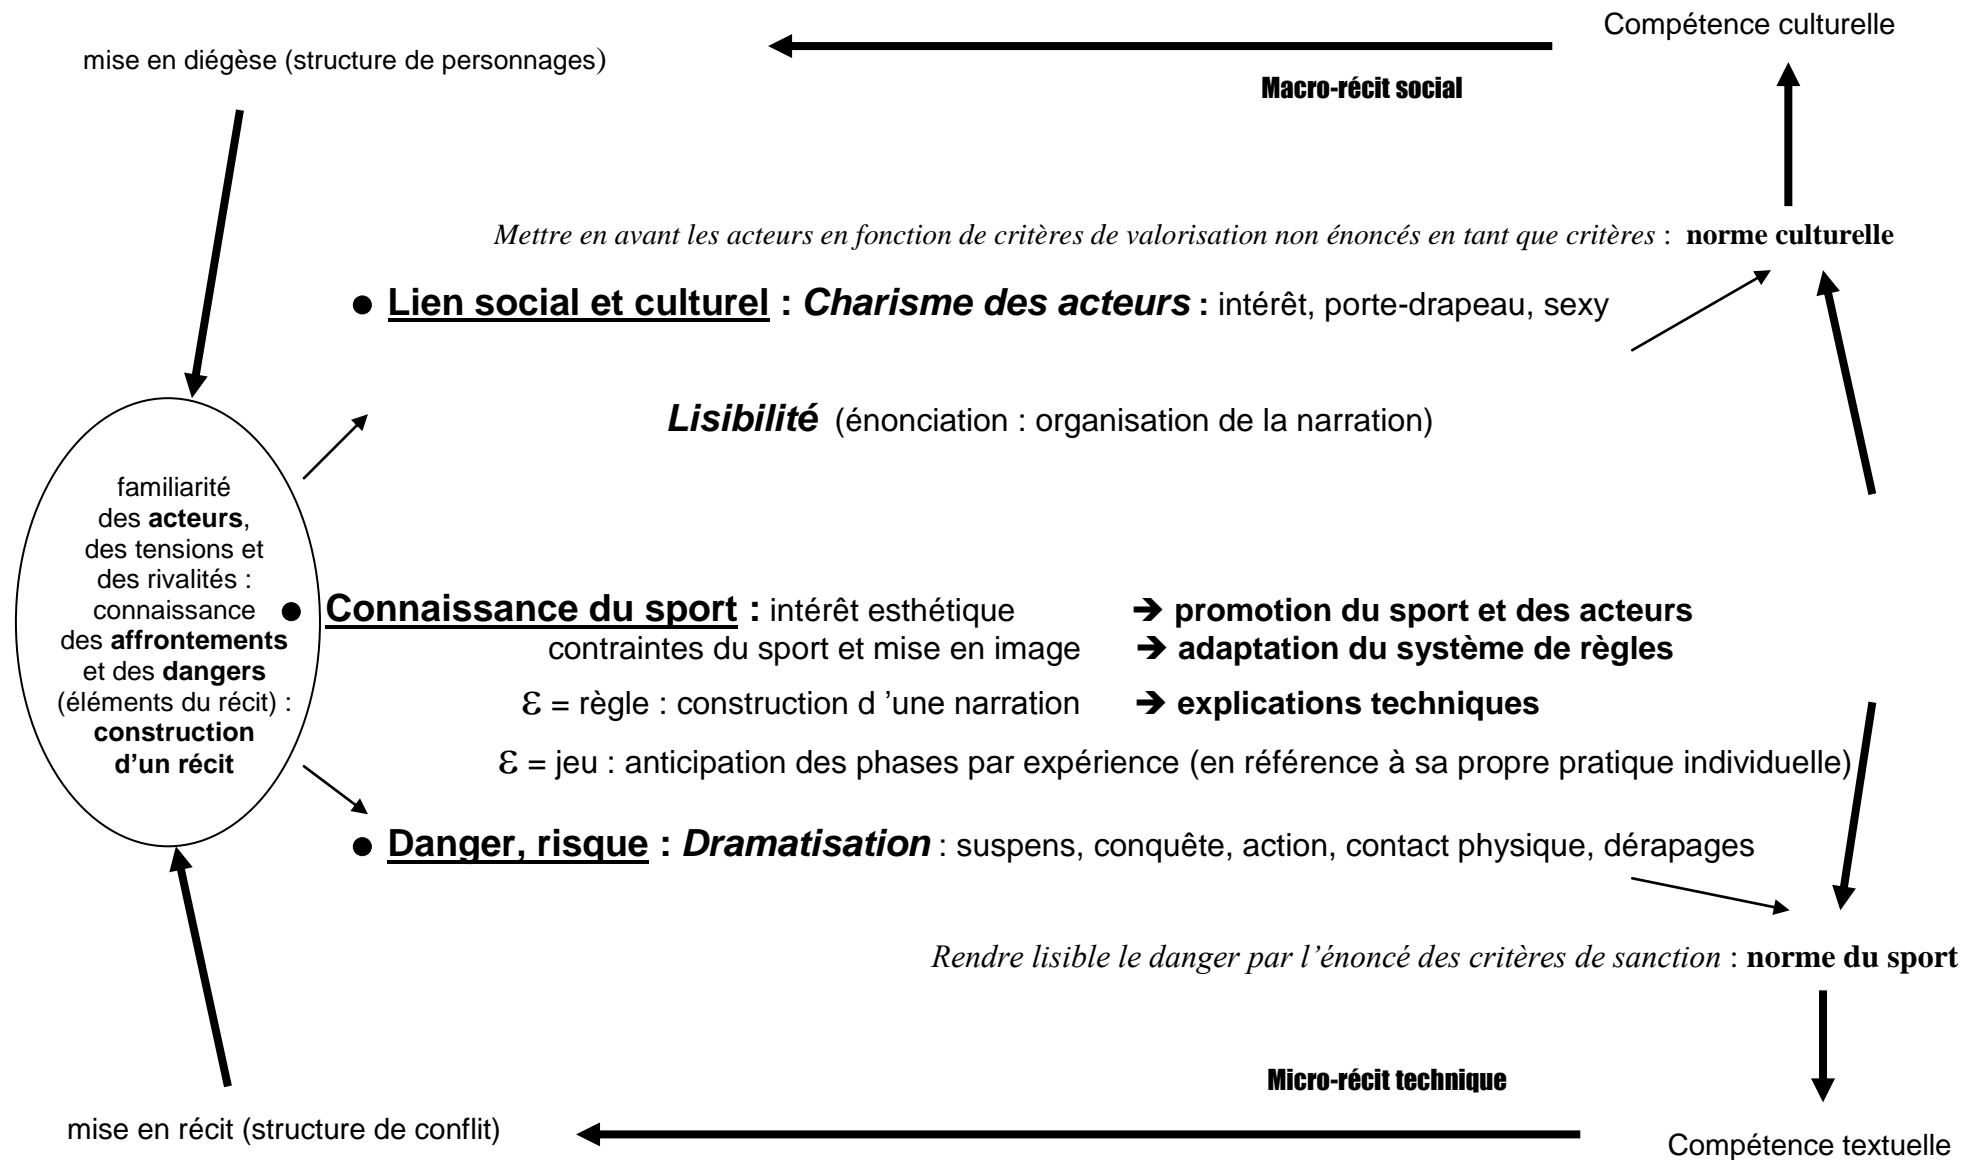 Compétence culturelle
mise en diégèse (structure de personnages)
Macro-récit social
Mettre en avant les acteurs en fonction de critères de valorisation non énoncés en tant que critères : norme culturelle
● Lien social et culturel : Charisme des acteurs : intérêt, porte-drapeau, sexy
Lisibilité (énonciation : organisation de la narration)
familiarité
des acteurs,
des tensions et
des rivalités :
connaissance
des affrontements
et des dangers
(éléments du récit) :
construction
d’un récit
● Connaissance du sport : intérêt esthétique ➔ promotion du sport et des acteurs
contraintes du sport et mise en image ➔ adaptation du système de règles
ε = règle : construction d ’une narration ➔ explications techniques
ε = jeu : anticipation des phases par expérience (en référence à sa propre pratique individuelle)
● Danger, risque : Dramatisation : suspens, conquête, action, contact physique, dérapages
Rendre lisible le danger par l’énoncé des critères de sanction : norme du sport
Micro-récit technique
mise en récit (structure de conflit)
Compétence textuelle